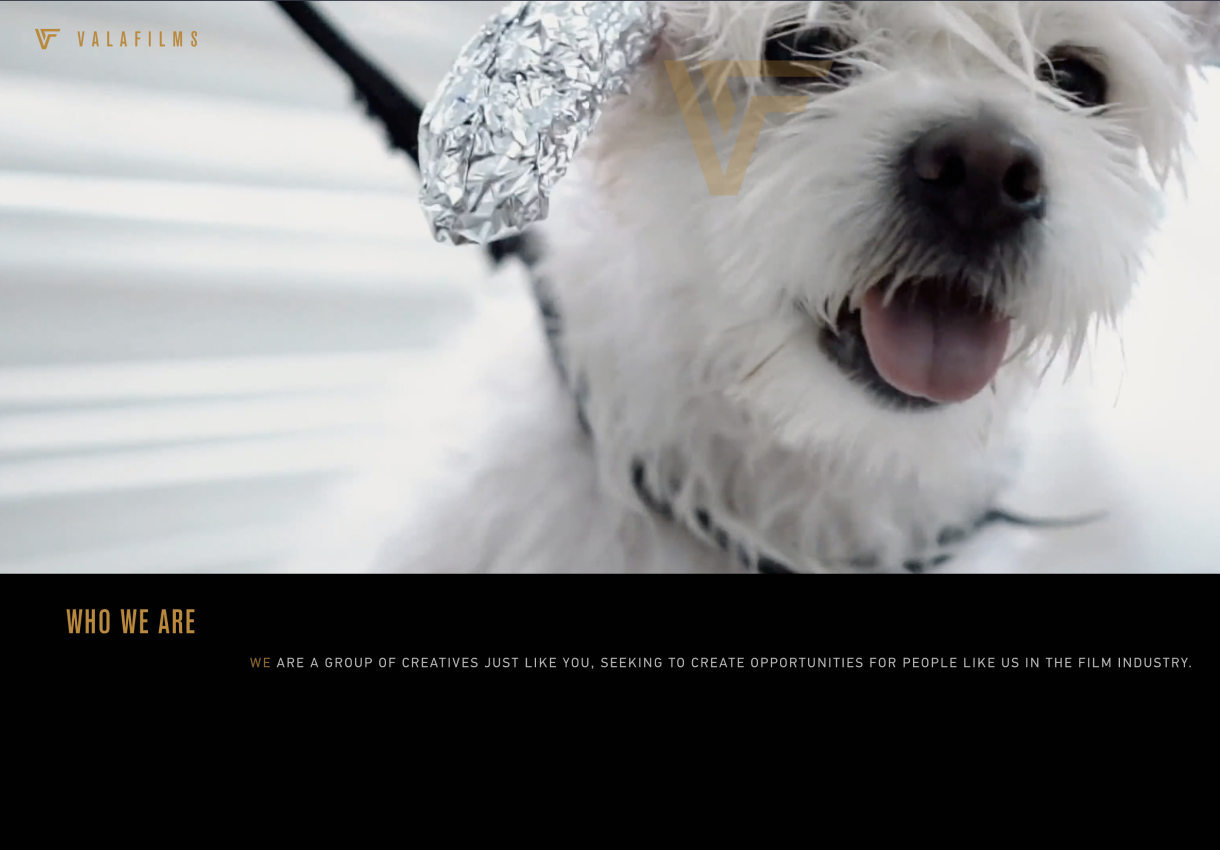 VALAFILMS
WHO WE ARE
WE ARE A GROUP OF CREATIVES JUST LIKE YOU, SEEKING TO CREATE OPPORTUNITIES FOR PEOPLE LIKE US IN THE FILM INDUSTRY.